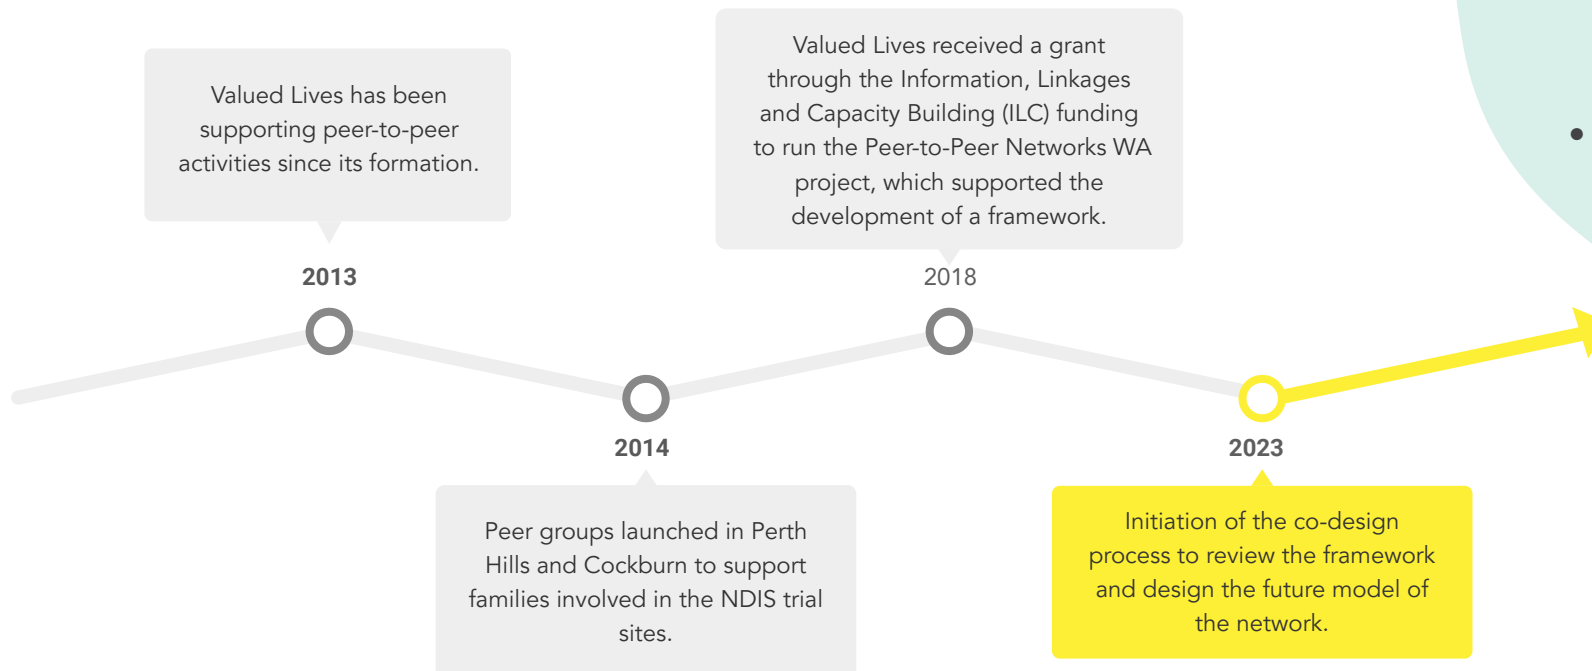 Valued Lives has been
supporting peer-to-peer
activities since its formation.
2013
Peer groups launched in Perth
Hills and Cockburn to support
families involved in the NDIS trial
sites.
2014
Valued Lives received a grant
through the Information, Linkages
and Capacity Building (ILC) funding
to run the Peer-to-Peer Networks WA
project, which supported the
development of a framework.
2018
2023
Initiation of the co-design
process to review the framework
and design the future model of
the network.